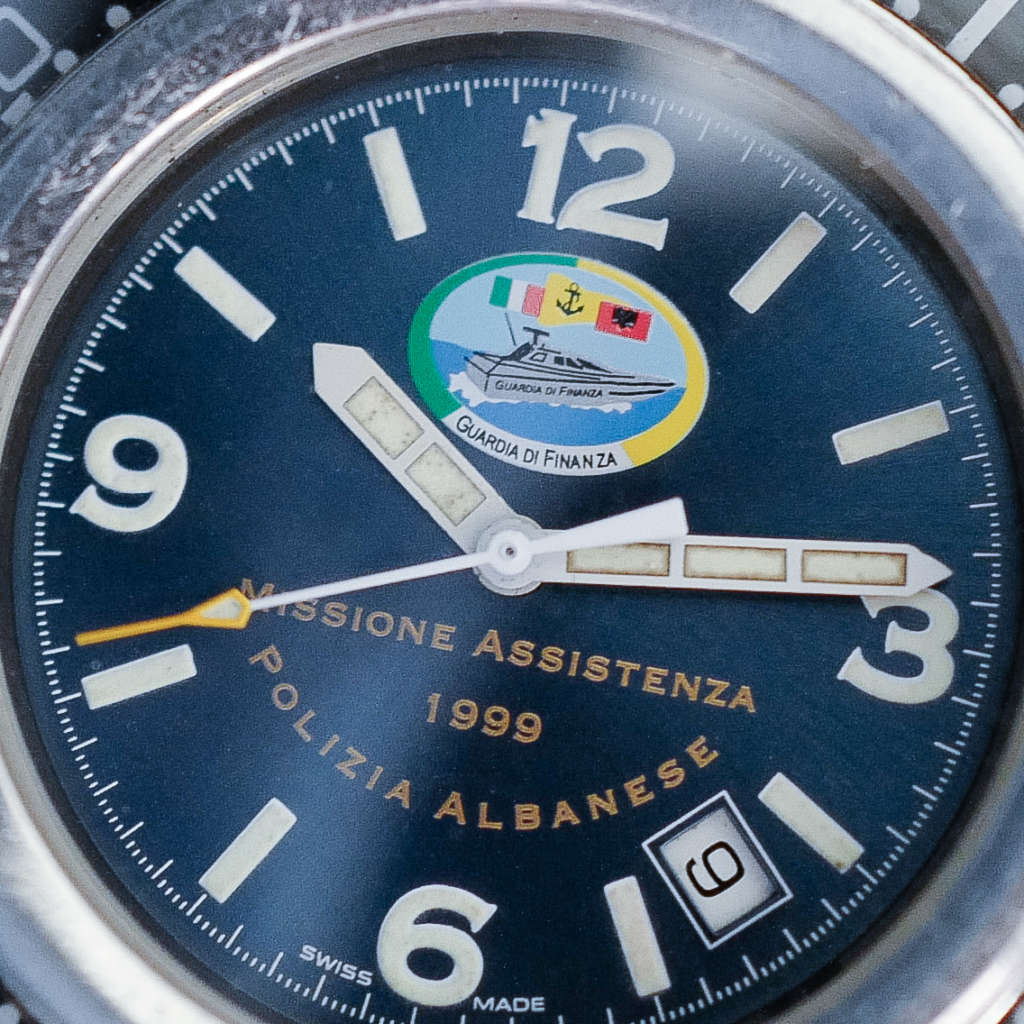 12
GUARDIA DI FINANZA
GUARDIA DI FINANZA
9
3
MISSIONE ASSISTENZA
1999
POLIZIA ALBANESE
6
6
SWISS MADE